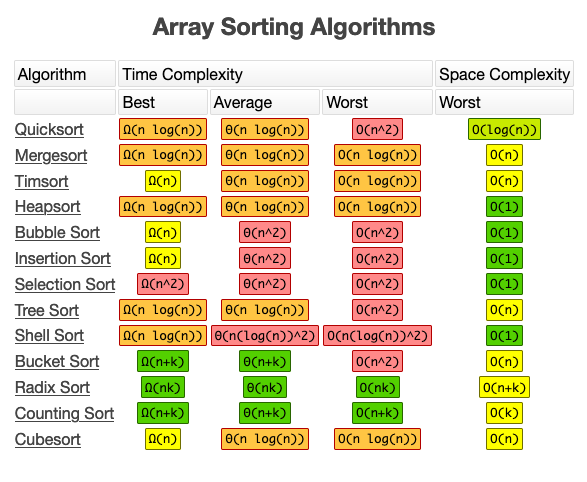 Array Sorting Algorithms
Algorithm Time Complexity Space Complexity
Best Average Worst Worst
Quicksort Ω(n log(n)) θ(n log(n)) O(n^2) O(log(n))
Mergesort Ω(n log(n)) θ(n log(n)) O(n log(n)) O(n)
Timsort Ω(n) θ(n log(n)) O(n log(n)) O(n)
Heapsort Ω(n log(n)) θ(n log(n)) O(n log(n)) O(1)
Bubble Sort Ω(n) θ(n^2) O(n^2) O(1)
Insertion Sort Ω(n) θ(n^2) O(n^2) O(1)
Selection Sort Ω(n^2) θ(n^2) O(n^2) O(1)
Tree Sort Ω(n log(n)) θ(n log(n)) O(n^2) O(n)
Shell Sort Ω(n log(n)) θ(n(log(n))^2) O(n(log(n))^2) O(1)
Bucket Sort Ω(n+k) θ(n+k) O(n^2) O(n)
Radix Sort Ω(nk) θ(nk) O(nk) O(n+k)
Counting Sort Ω(n+k) θ(n+k) O(n+k) O(k)
Cubesort Ω(n) θ(n log(n)) O(n log(n)) O(n)